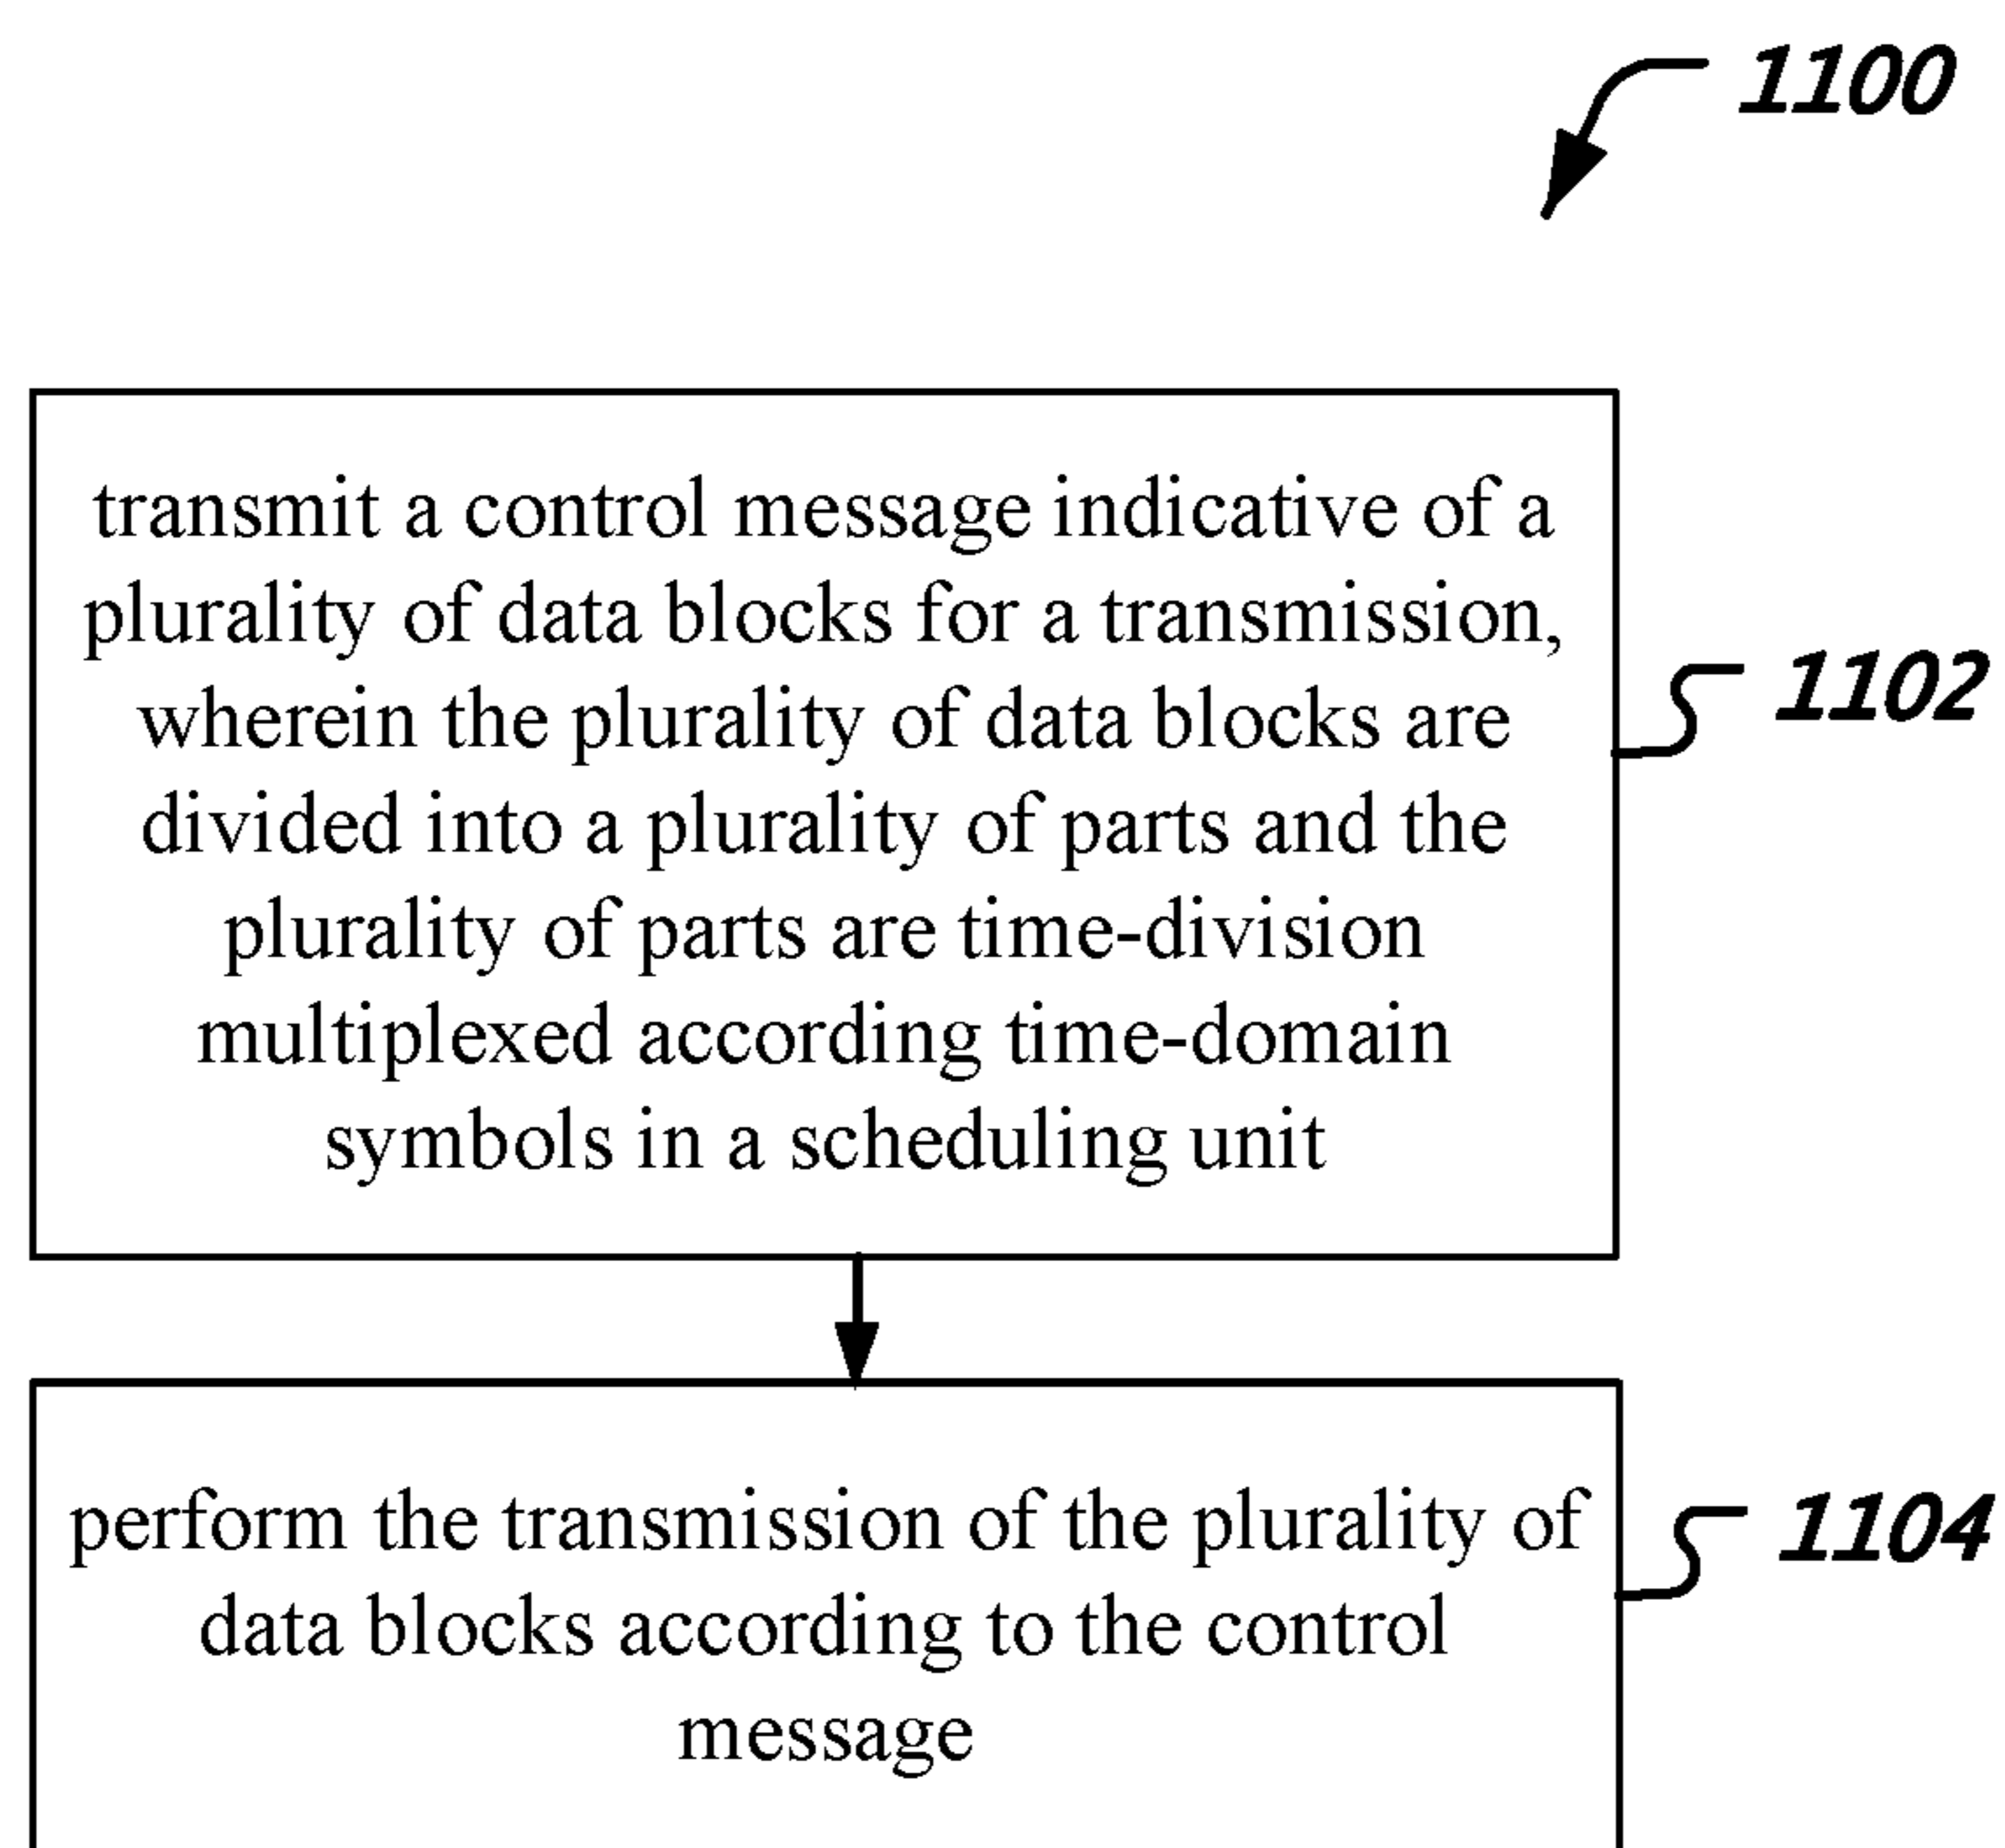 1100
transmit a control message indicative of a
plurality of data blocks for a transmission,
wherein the plurality of data blocks are
divided into a plurality of parts and the
plurality of parts are time-division
multiplexed according time-domain
symbols in a scheduling unit
1102
perform the transmission of the plurality of
data blocks according to the control
message
1104